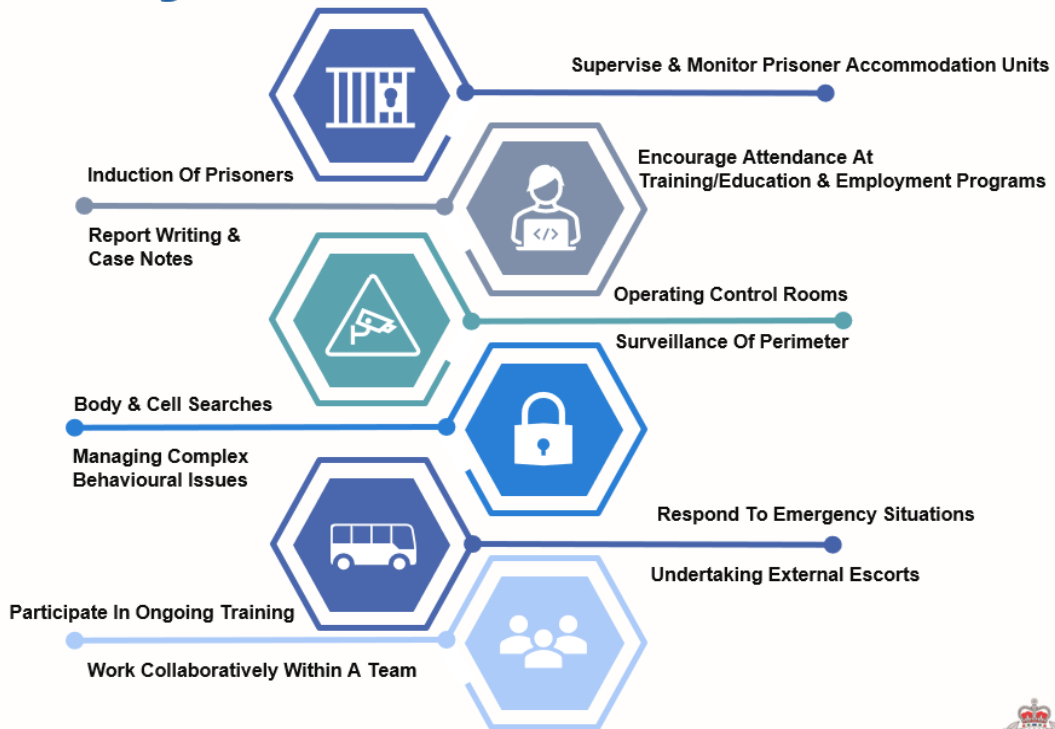 Supervise & Monitor Prisoner Accommodation Units
Encourage Attendance At
Training/Education & Employment Programs
Induction Of Prisoners
Report Writing &
Case Notes
</>
Operating Control Rooms
Surveillance Of Perimeter
Body & Cell Searches
Managing Complex
Behavioural Issues
Respond To Emergency Situations
Undertaking External Escorts
Participate In Ongoing Training
Work Collaboratively Within A Team